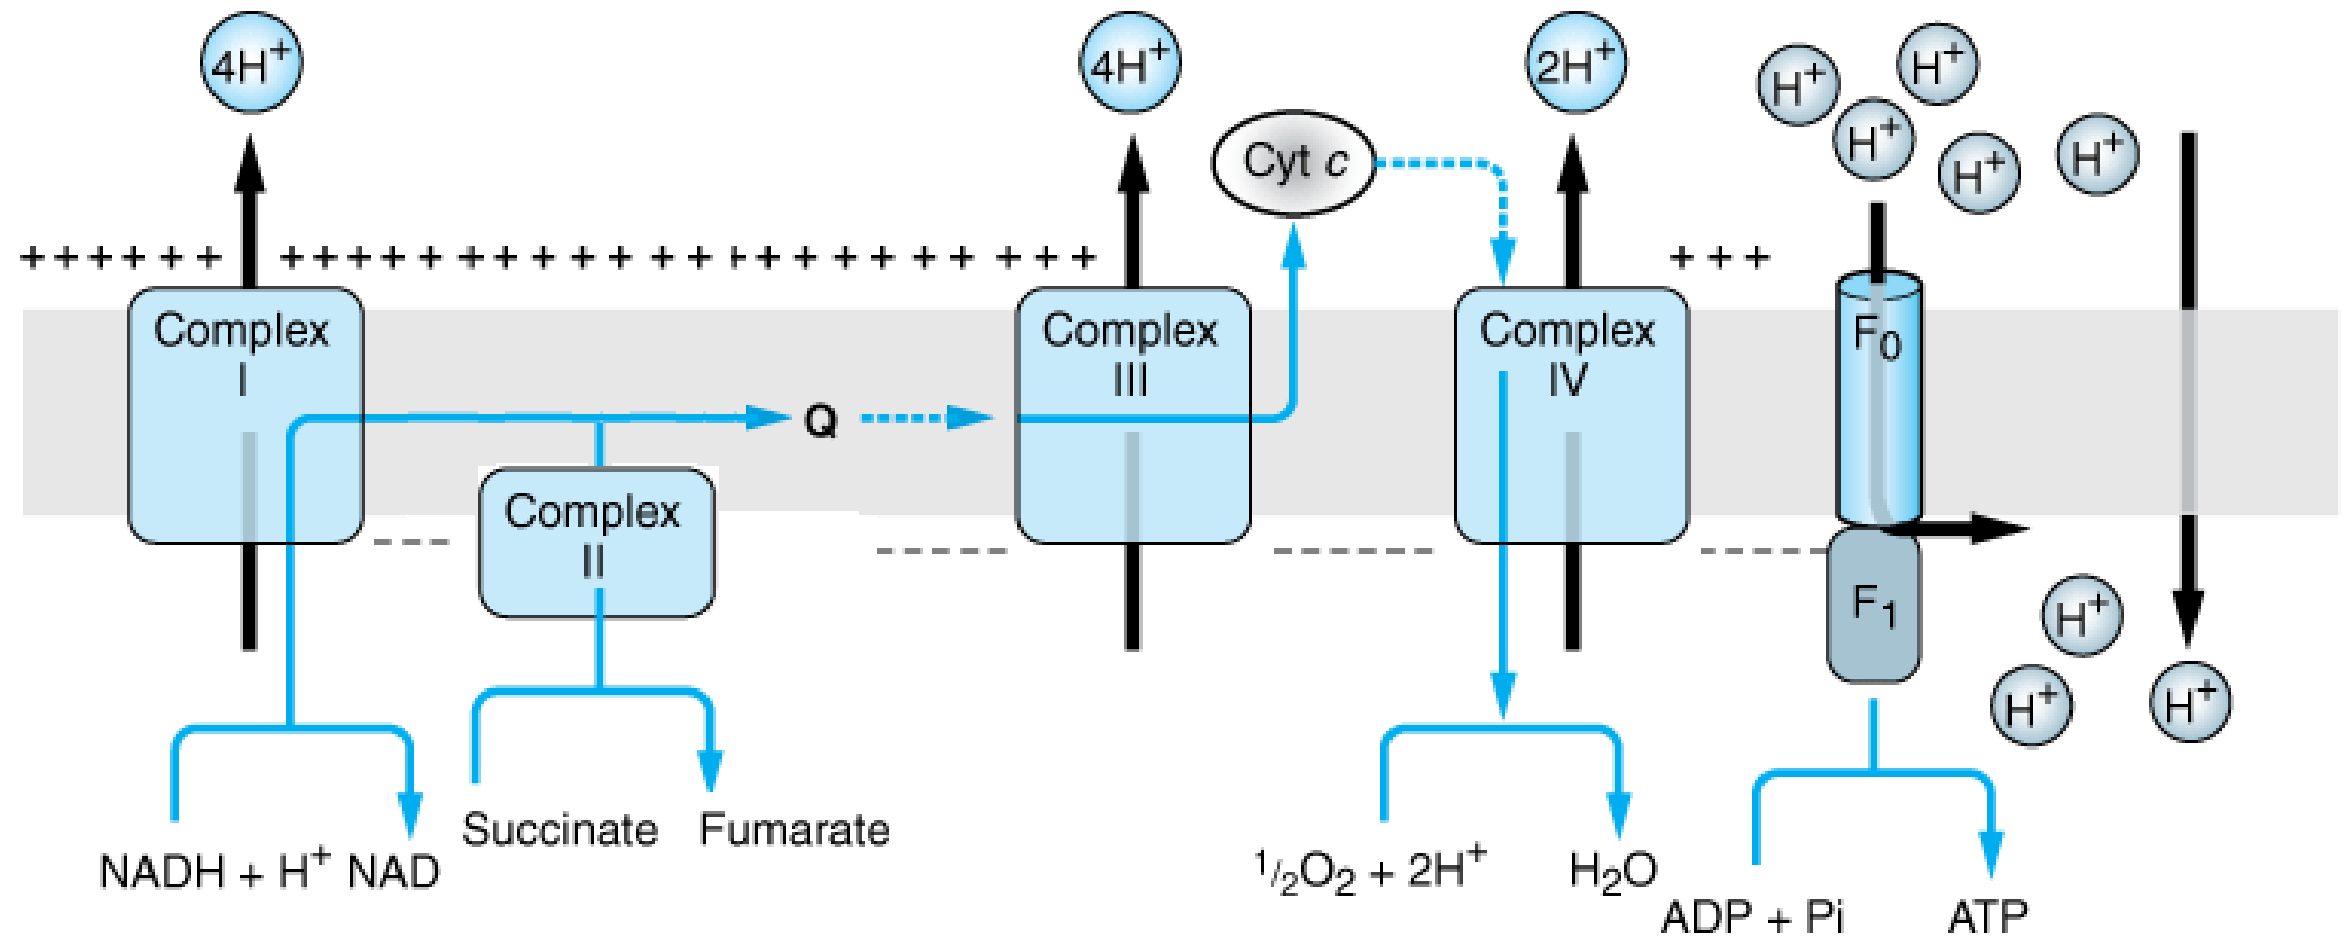 4H⁺
4H⁺
2H⁺
H⁺
H⁺
H⁺
H⁺
H⁺
Cyt c
+ + + + + +
+ + + + + + + + + + + + + + + + + + + + + + +
+ + +
Complex
I
Complex
III
Complex
IV
F₀
Q
Complex
II
F₁
H⁺
H⁺
H⁺
Succinate
Fumarate
NADH + H⁺
NAD
½O₂ + 2H⁺
H₂O
ADP + Pi
ATP